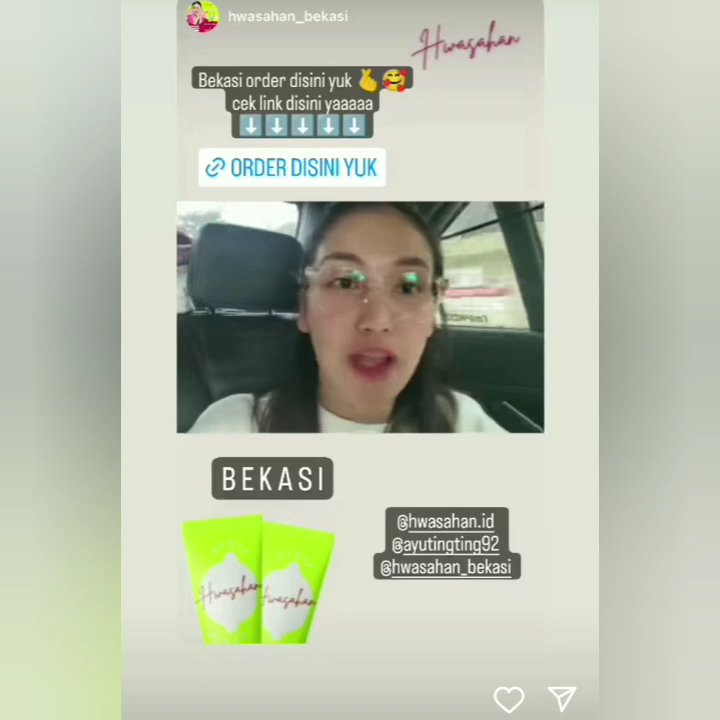 hwasahan_bekasi
Hwasahan
Bekasi order disini yuk 🫰🥰
cek link disini yaaaaa
⬇️⬇️⬇️⬇️⬇️
ORDER DISINI YUK
BEKASI
@hwasahan.id
@ayutingting92
@hwasahan_bekasi
Hwasahan
Hwasahan